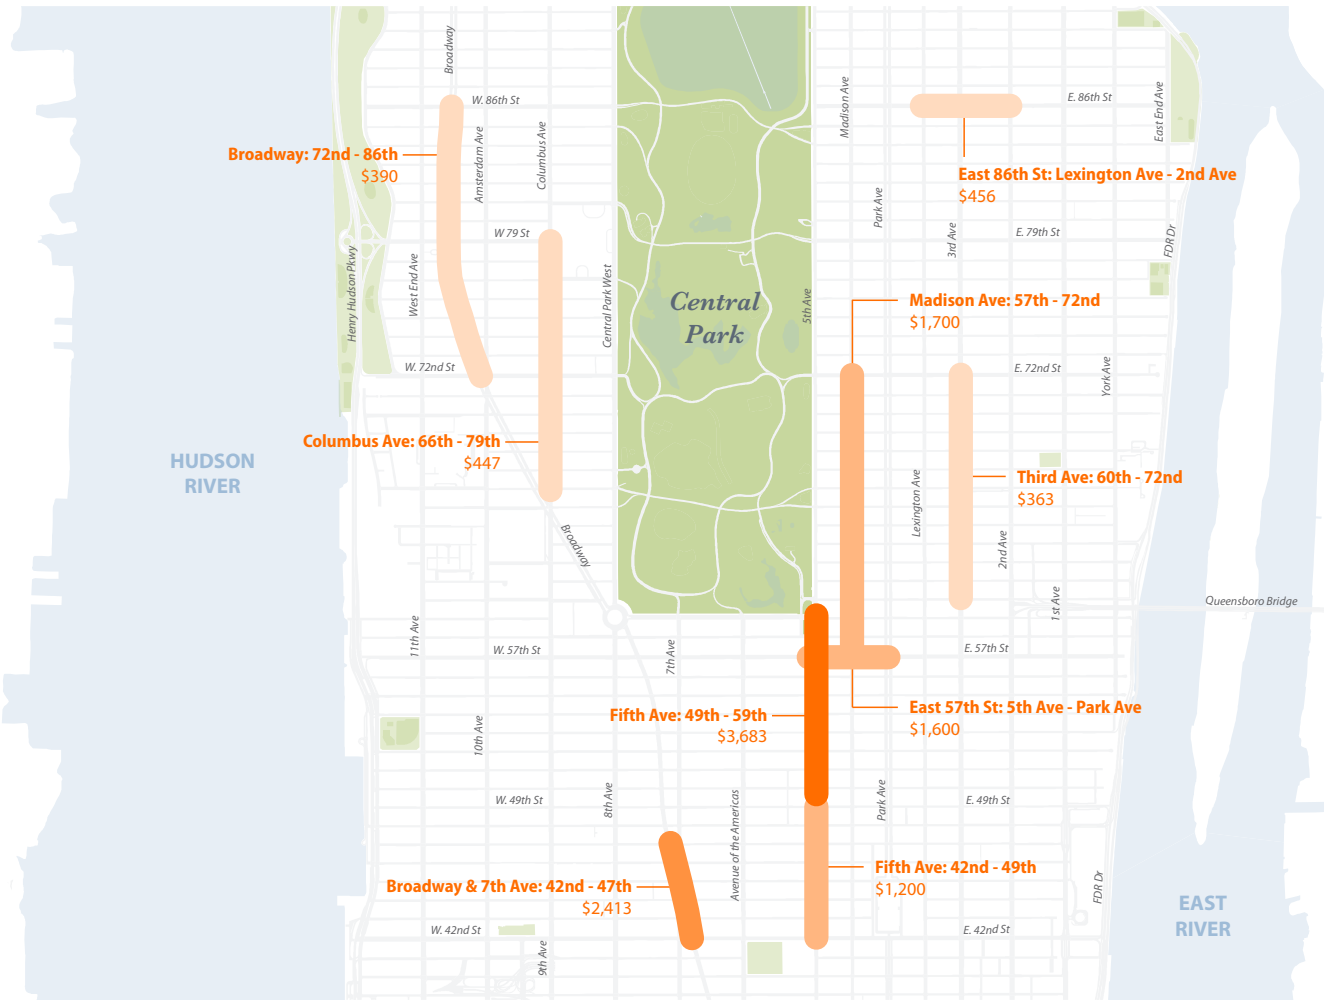 Broadway
W. 86th St
Madison Ave
E. 86th St
East End Ave
Amsterdam Ave
Columbus Ave
Broadway: 72nd - 86th
$390
East 86th St: Lexington Ave - 2nd Ave
$456
Park Ave
W 79 St
3rd Ave
E. 79th St
FDR Dr
Henry Hudson Pkwy
West End Ave
Central Park West
Central
Park
5th Ave
Madison Ave: 57th - 72nd
$1,700
W. 72nd St
E. 72nd St
York Ave
Columbus Ave: 66th - 79th
$447
HUDSON
RIVER
Lexington Ave
Third Ave: 60th - 72nd
$363
Broadway
2nd Ave
1st Ave
Queensboro Bridge
11th Ave
W. 57th St
7th Ave
E. 57th St
Fifth Ave: 49th - 59th
$3,683
East 57th St: 5th Ave - Park Ave
$1,600
10th Ave
8th Ave
W. 49th St
Avenue of the Americas
Park Ave
E. 49th St
Broadway & 7th Ave: 42nd - 47th
$2,413
Fifth Ave: 42nd - 49th
$1,200
FDR Dr
EAST
RIVER
W. 42nd St
9th Ave
E. 42nd St